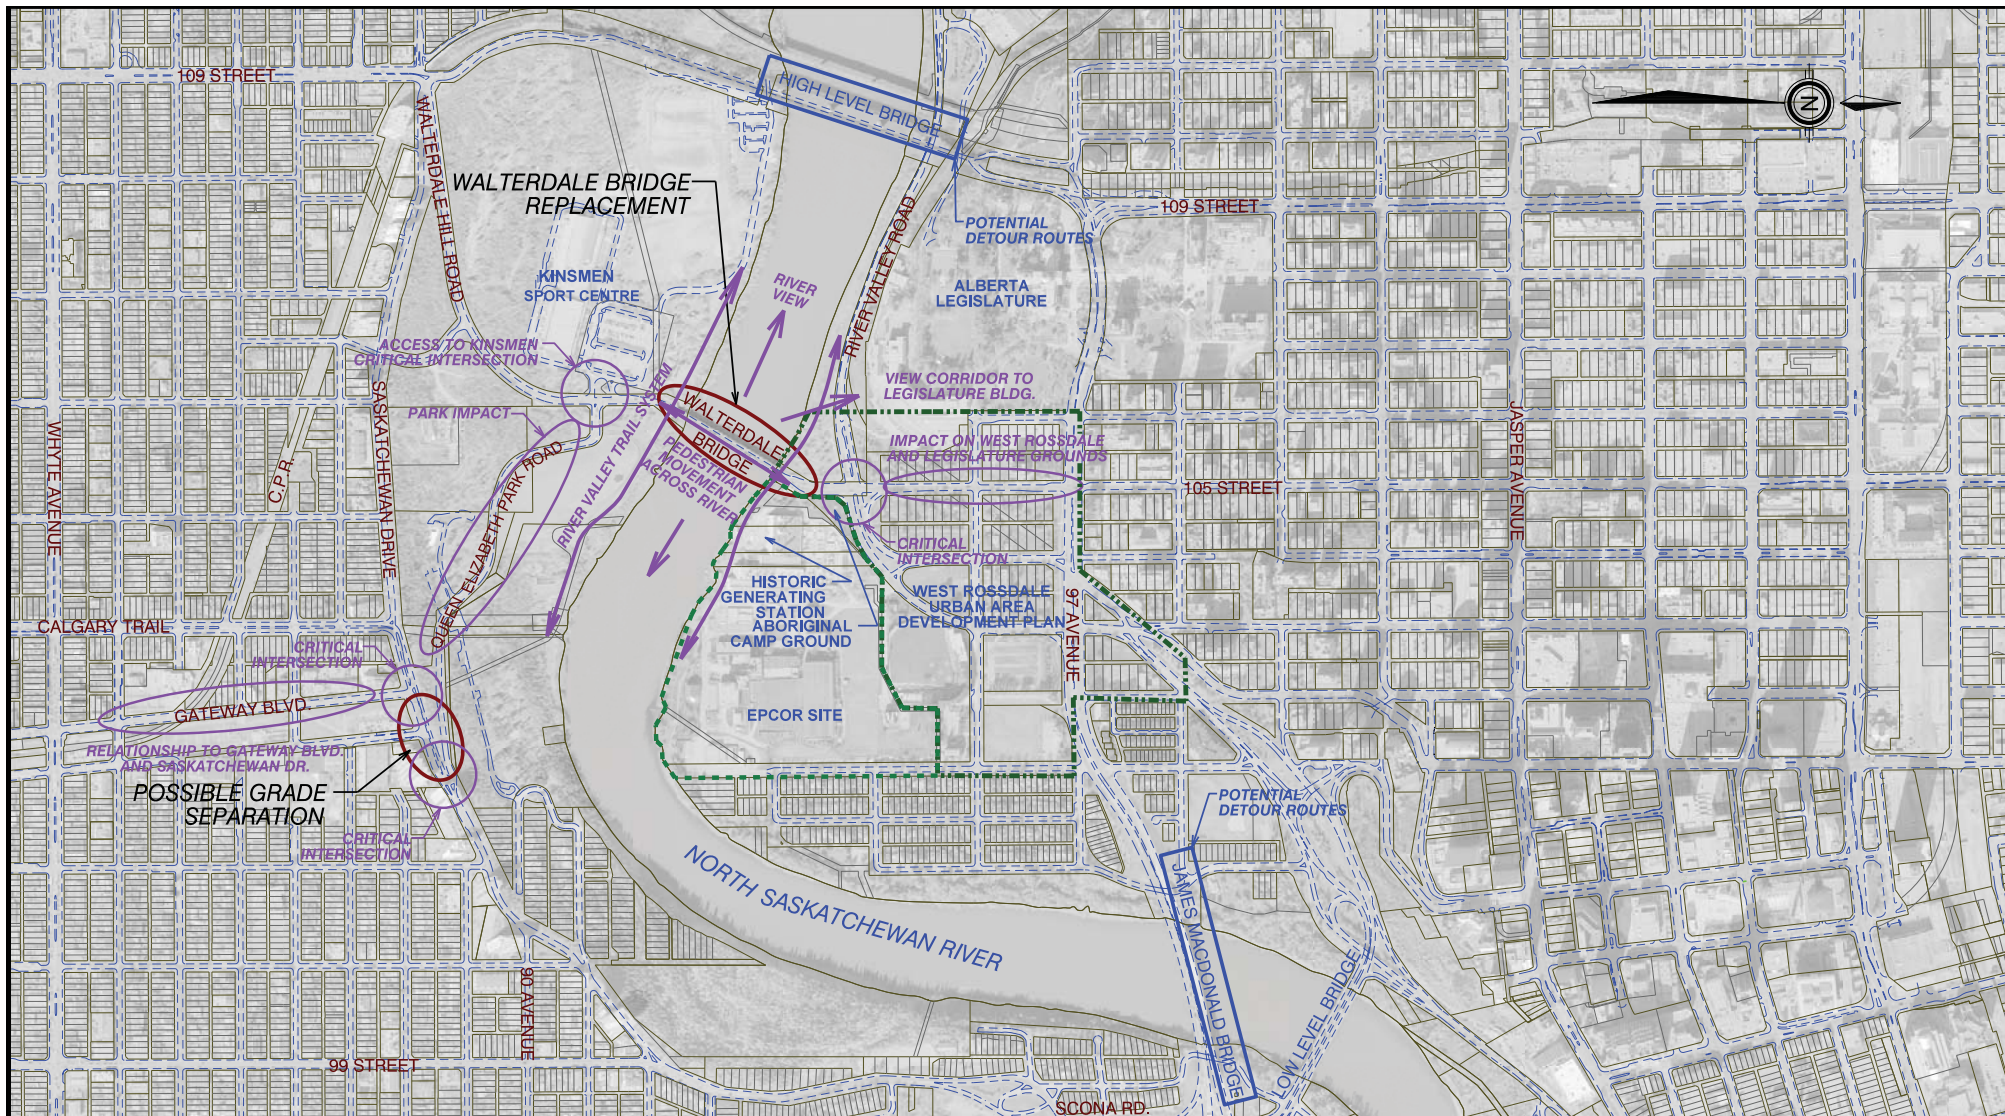 109 STREET
WALTERDALE HILL ROAD
HIGH LEVEL BRIDGE
N
WALTERDALE BRIDGE
REPLACEMENT
109 STREET
POTENTIAL
DETOUR ROUTES
RIVER VALLEY ROAD
KINSMEN
SPORT CENTRE
RIVER
VIEW
ALBERTA
LEGISLATURE
ACCESS TO KINSMEN
CRITICAL INTERSECTION
VIEW CORRIDOR TO
LEGISLATURE BLDG.
PARK IMPACT
SASKATCHEWAN DRIVE
RIVER VALLEY TRAIL SYSTEM
WALTERDALE
BRIDGE
PEDESTRIAN
MOVEMENT
ACROSS RIVER
IMPACT ON WEST ROSSDALE
AND LEGISLATURE GROUNDS
JASPER AVENUE
WHYTE AVENUE
C.P.R.
QUEEN ELIZABETH PARK ROAD
105 STREET
CRITICAL
INTERSECTION
HISTORIC
GENERATING
STATION
ABORIGINAL
CAMP GROUND
WEST ROSSDALE
URBAN AREA
DEVELOPMENT PLAN
97 AVENUE
CALGARY TRAIL
CRITICAL
INTERSECTION
GATEWAY BLVD.
EPCOR SITE
RELATIONSHIP TO GATEWAY BLVD.
AND SASKATCHEWAN DR.
POSSIBLE GRADE
SEPARATION
POTENTIAL
DETOUR ROUTES
CRITICAL
INTERSECTION
NORTH SASKATCHEWAN RIVER
JAMES MACDONALD BRIDGE
LOW LEVEL BRIDGE
90 AVENUE
99 STREET
SCONA RD.